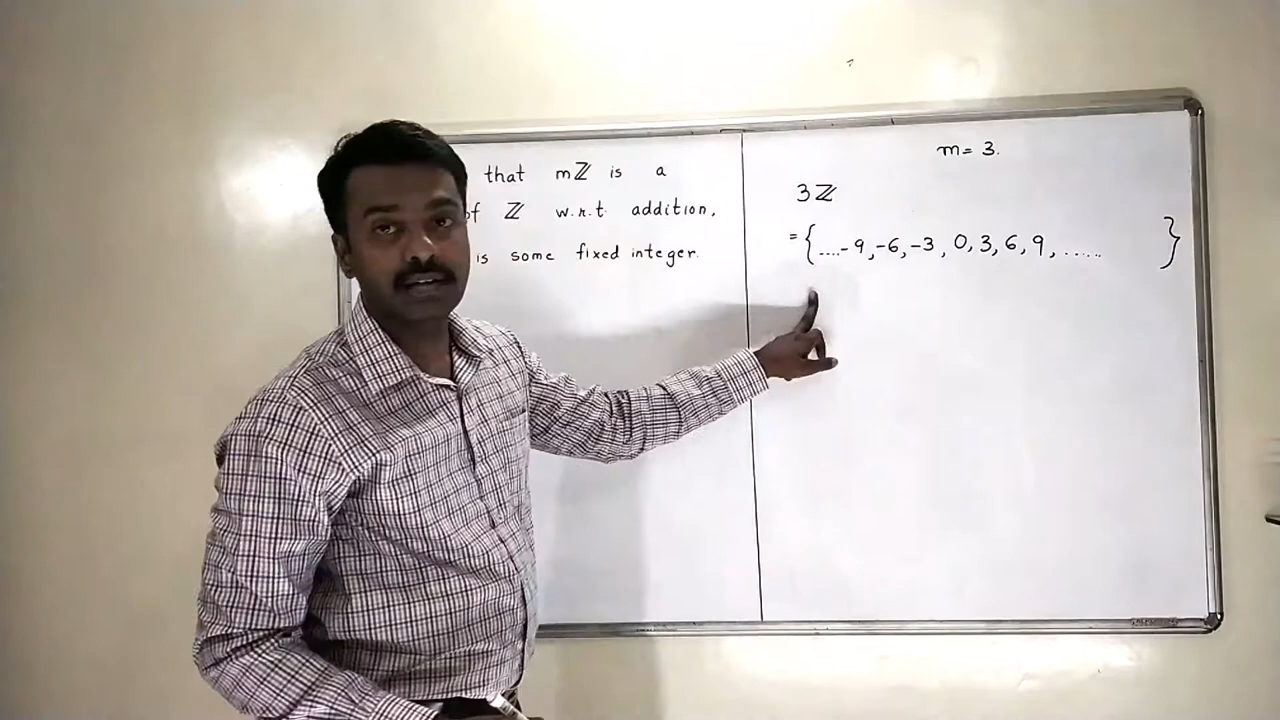 that mℤ is a
of ℤ w.r.t. addition,
is some fixed integer.
m = 3.
3ℤ
= {....-9, -6, -3, 0, 3, 6, 9, ...... }